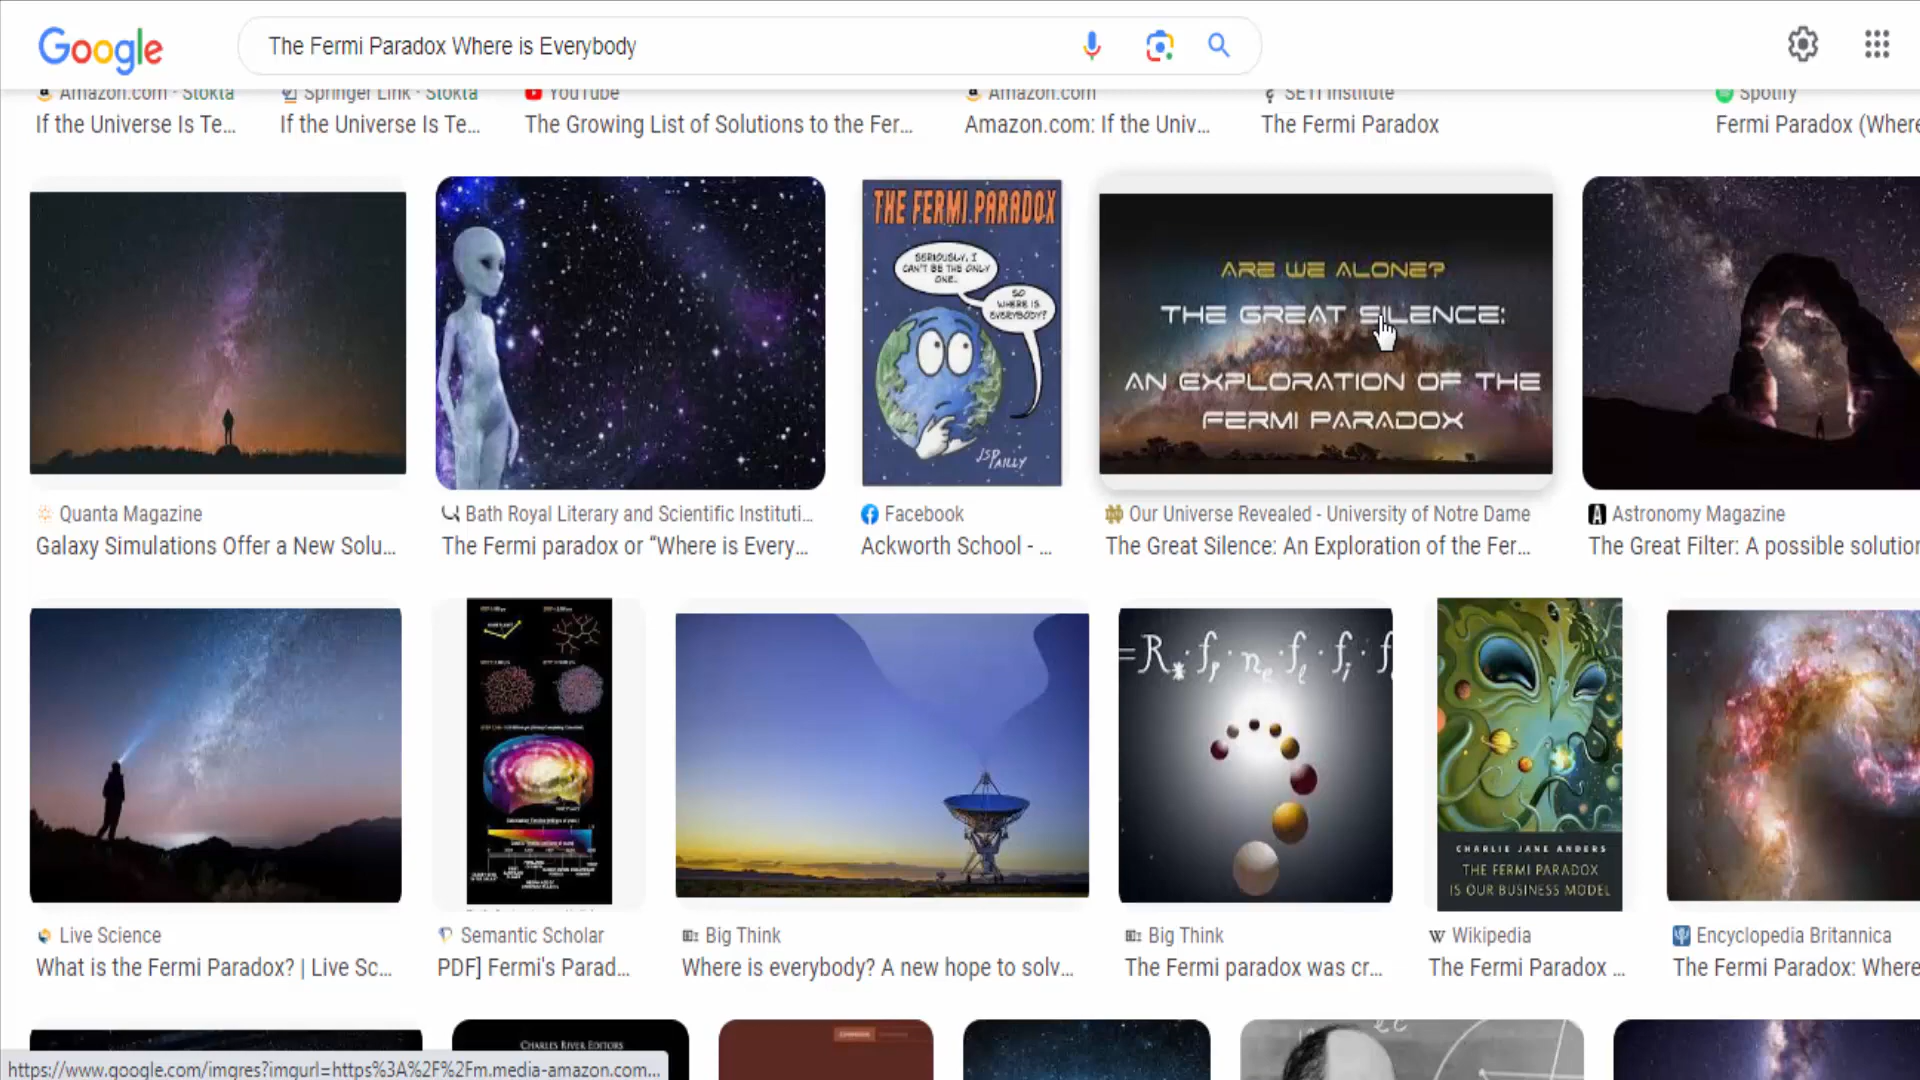 Google
The Fermi Paradox Where is Everybody
Amazon.com · Stokta
Springer Link · Stokta
YouTube
Amazon.com
SETI Institute
Spotify
If the Universe Is Te...
If the Universe Is Te...
The Growing List of Solutions to the Fer...
Amazon.com: If the Univ...
The Fermi Paradox
Fermi Paradox (Where
THE FERMI PARADOX
SERIOUSLY, I
CAN'T BE THE ONLY
ONE...
SO
WHERE IS
EVERYBODY?
JSPAILLY
ARE WE ALONE?
THE GREAT SILENCE:
AN EXPLORATION OF THE
FERMI PARADOX
Quanta Magazine
Galaxy Simulations Offer a New Solu...
Bath Royal Literary and Scientific Instituti...
The Fermi paradox or “Where is Every...
Facebook
Ackworth School - ...
Our Universe Revealed - University of Notre Dame
The Great Silence: An Exploration of the Fer...
Astronomy Magazine
The Great Filter: A possible solution
=R* · fp · ne · fl · fi · f
CHARLIE JANE ANDERS
THE FERMI PARADOX
IS OUR BUSINESS MODEL
Live Science
What is the Fermi Paradox? | Live Sc...
Semantic Scholar
PDF] Fermi's Parad...
Big Think
Where is everybody? A new hope to solv...
Big Think
The Fermi paradox was cr...
Wikipedia
The Fermi Paradox ...
Encyclopedia Britannica
The Fermi Paradox: Where
CHARLES RIVER EDITORS
https://www.google.com/imgres?imgurl=https%3A%2F%2Fm.media-amazon.com...